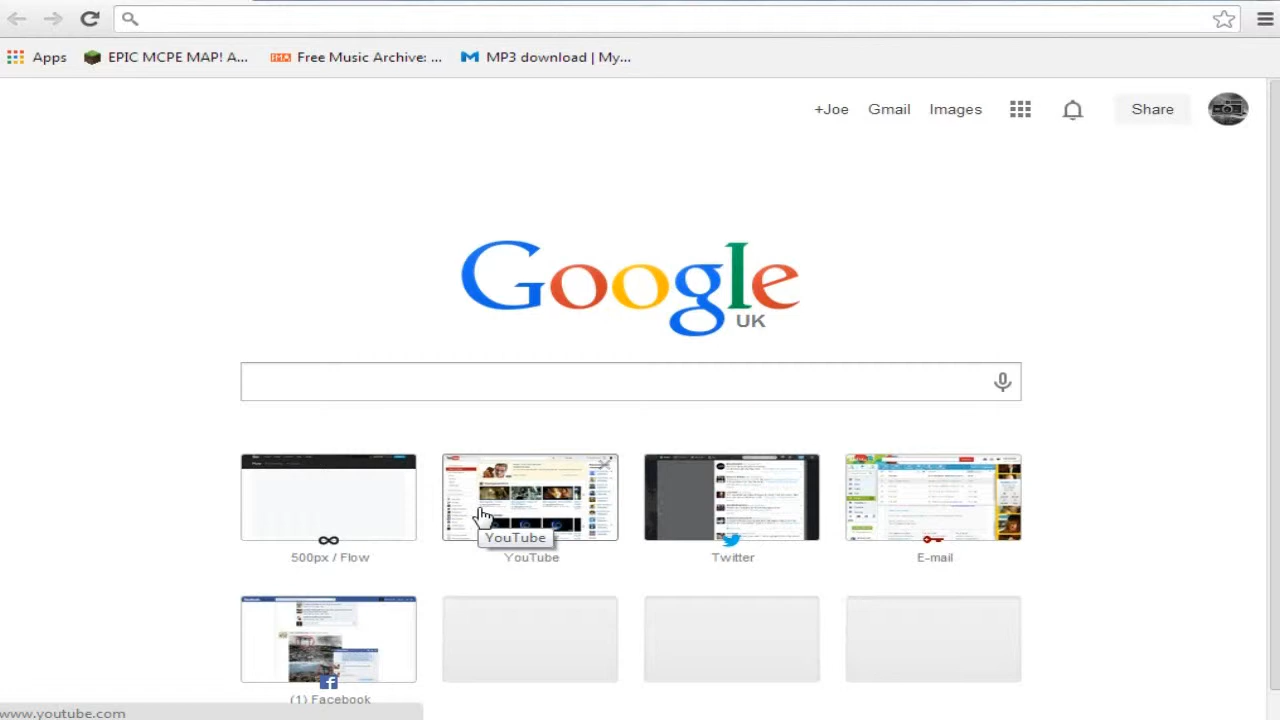 Apps EPIC MCPE MAP! A... FMA Free Music Archive: ... MP3 download | My...
+Joe Gmail Images Share
Google
UK
YouTube
500px / Flow YouTube Twitter E-mail
(1) Facebook
www.youtube.com